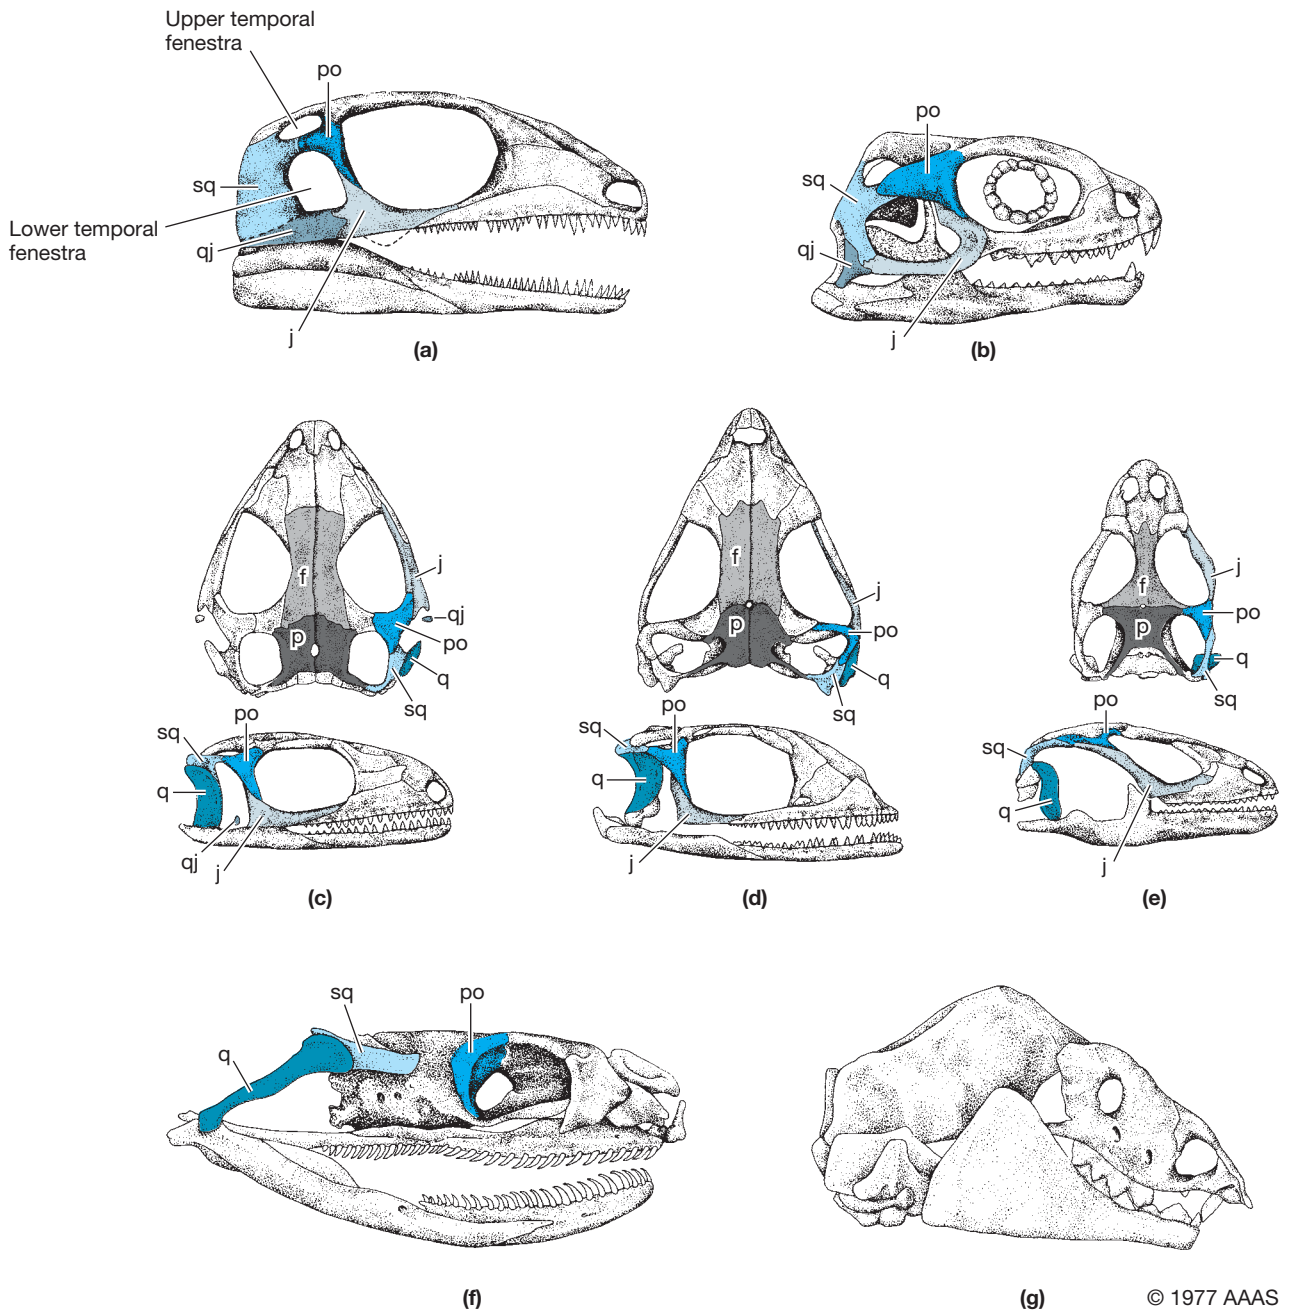 Upper temporal
fenestra
po
sq
Lower temporal
fenestra
qj
j
(a)
po
sq
qj
j
(b)
f
j
qj
p
po
q
sq
po
sq
q
qj
j
(c)
f
j
p
po
q
sq
sq
po
q
j
(d)
j
f
po
p
q
sq
po
sq
q
j
(e)
sq
po
q
(f)
(g)
© 1977 AAAS